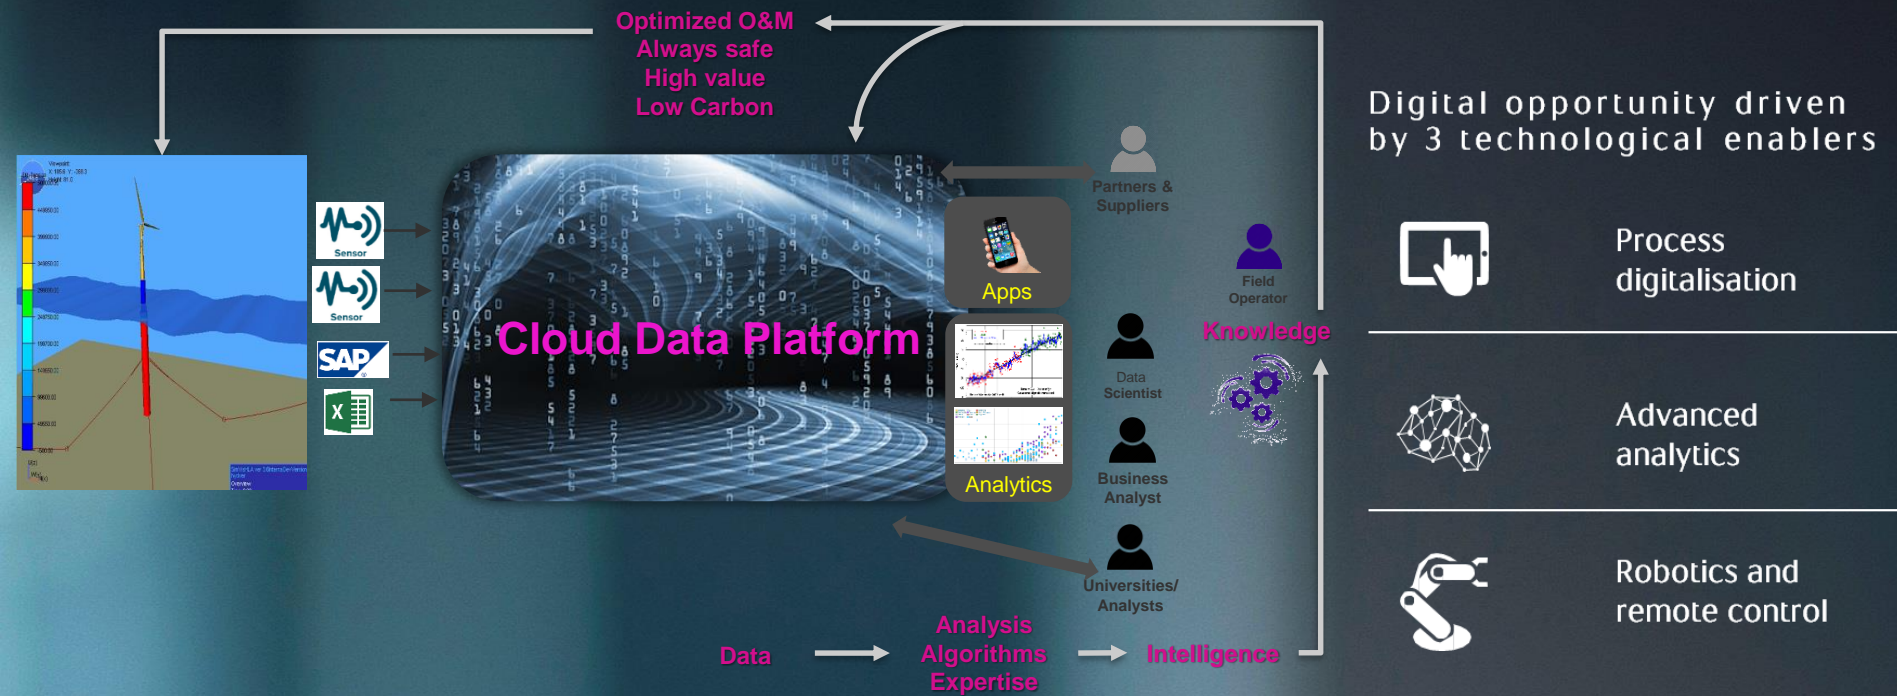 Optimized O&M
Always safe
High value
Low Carbon
Digital opportunity driven
by 3 technological enablers
Viewpoint:
Sensor
Sensor
SAP
X
Cloud Data Platform
Apps
Analytics
Partners &
Suppliers
Field
Operator
Knowledge
Data
Scientist
Business
Analyst
Universities/
Analysts
Process
digitalisation
Advanced
analytics
Robotics and
remote control
Data
Analysis
Algorithms
Expertise
Intelligence
Overview